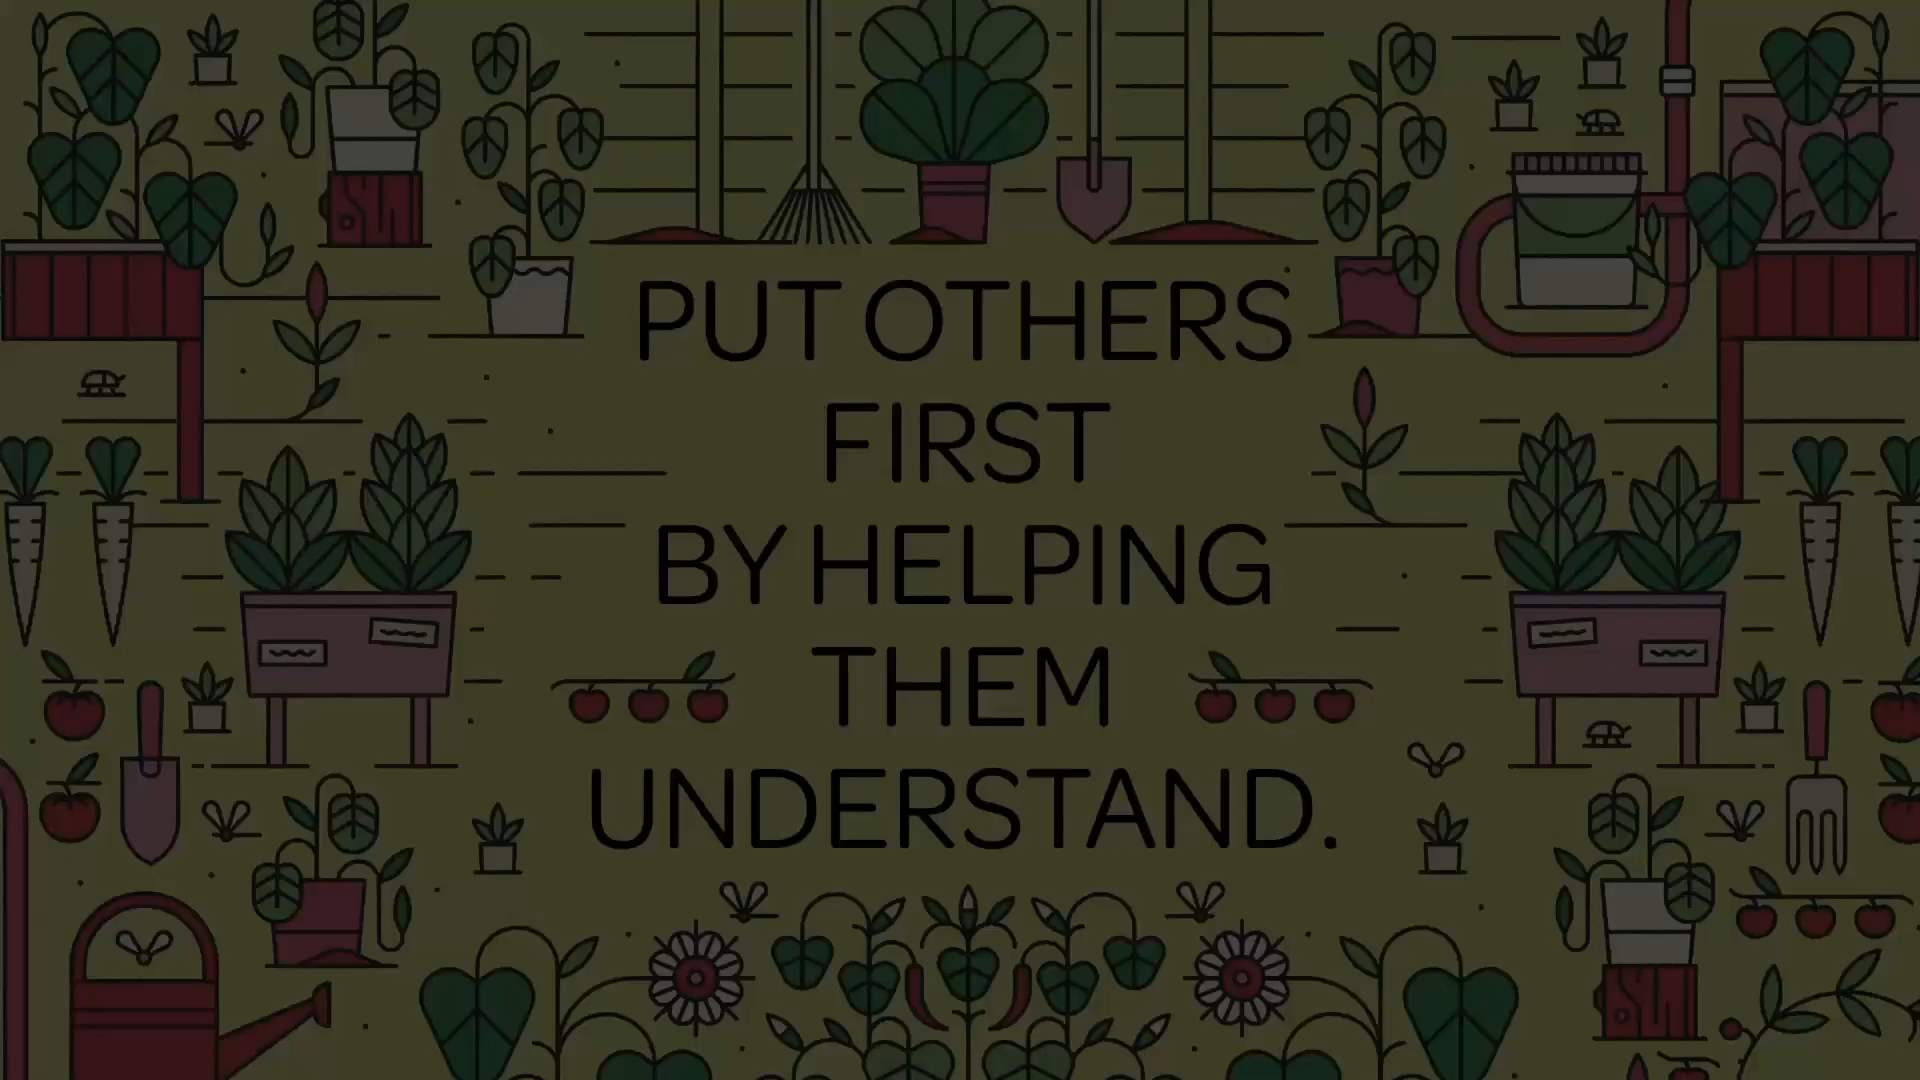 PUT OTHERS
FIRST
BY HELPING
THEM
UNDERSTAND.